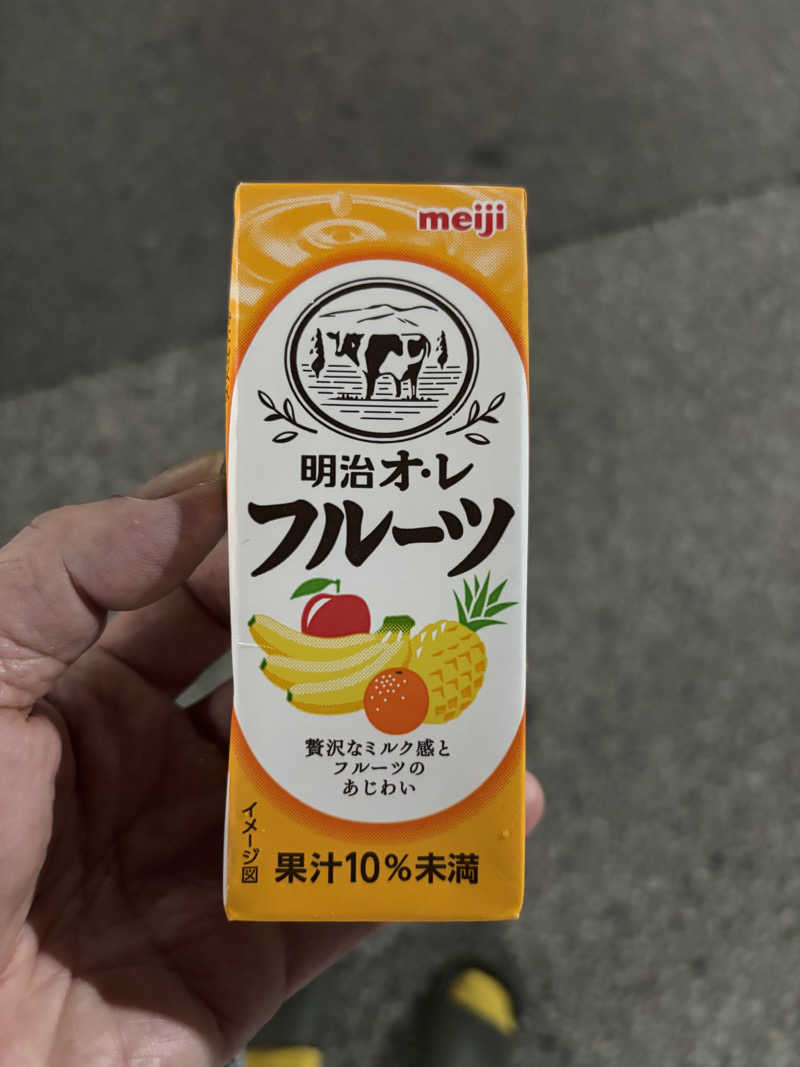 meiji
明治オ・レ
フルーツ
贅沢なミルク感と
フルーツの
あじわい
イメージ図
果汁10%未満